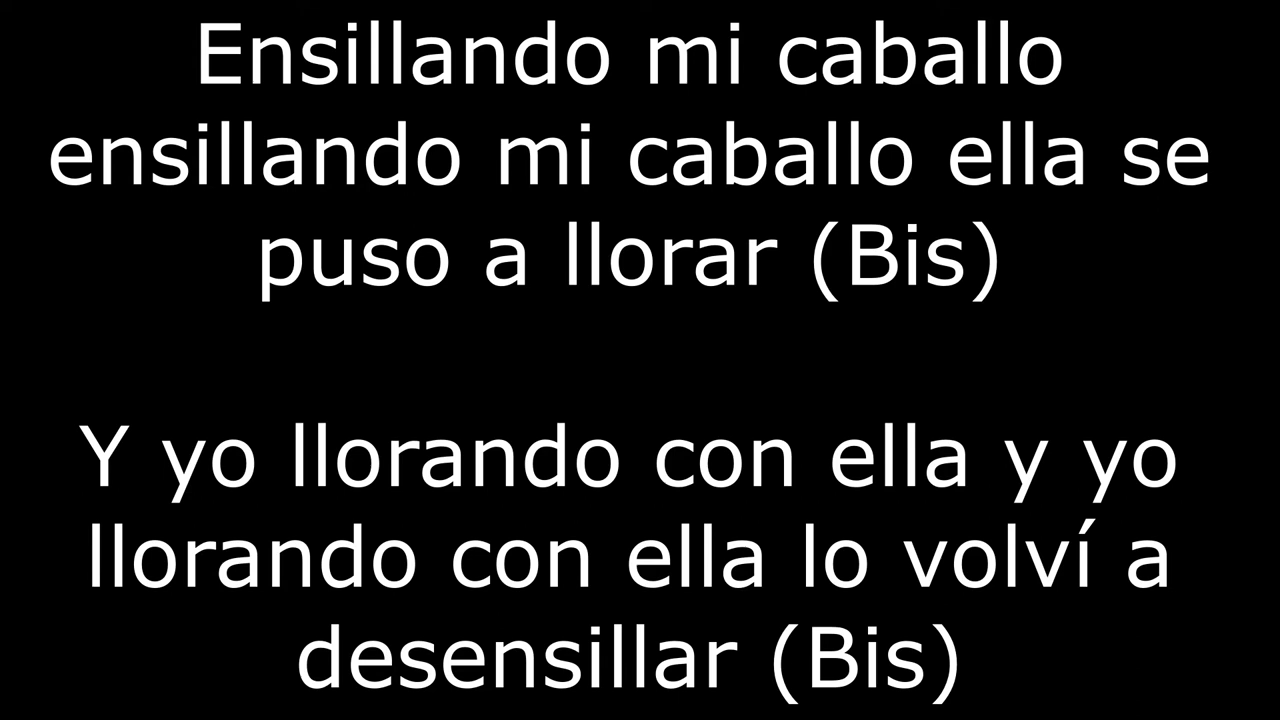 Ensillando mi caballo
ensillando mi caballo ella se
puso a llorar (Bis)
Y yo llorando con ella y yo
llorando con ella lo volví a
desensillar (Bis)